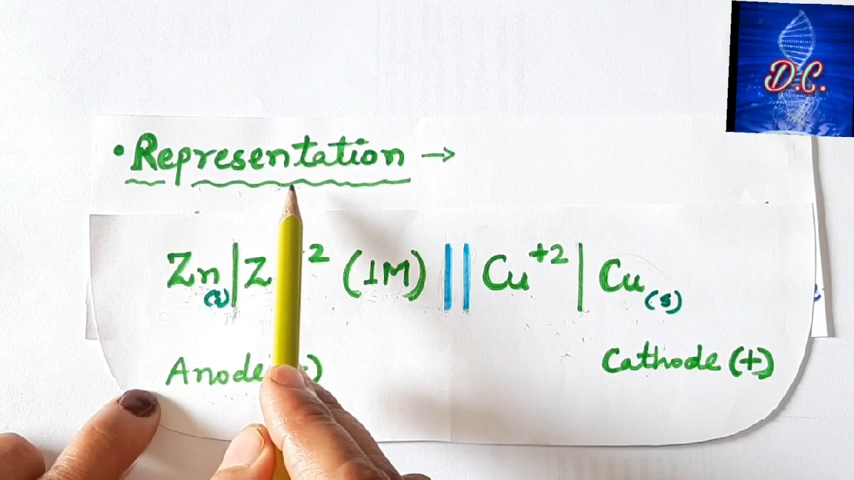 D.C.
• Representation →
Zn(s)|Z +2 (1M) || Cu+2 | Cu(s)
Anode ) Cathode (+)